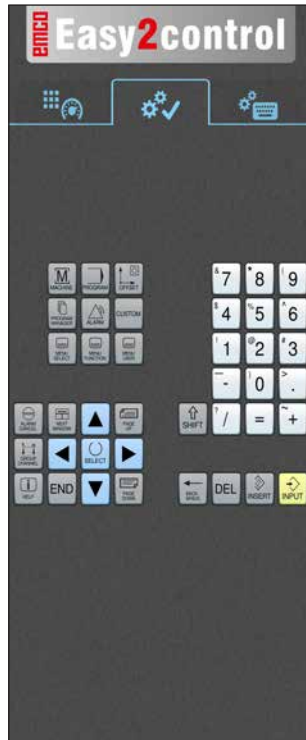 emco
Easy2control
MACHINE
PROGRAM
OFFSET
PROGRAM MANAGER
ALARM
CUSTOM
MENU SELECT
MENU FUNCTION
MENU USER
& 7
* 8
( 9
$ 4
% 5
^ 6
! 1
@ 2
# 3
-
) 0
> .
ALARM CANCEL
NEXT WINDOW
PAGE UP
SHIFT
? /
=
~ +
GROUP CHANNEL
SELECT
HELP
END
PAGE DOWN
BACK SPACE
DEL
INSERT
INPUT